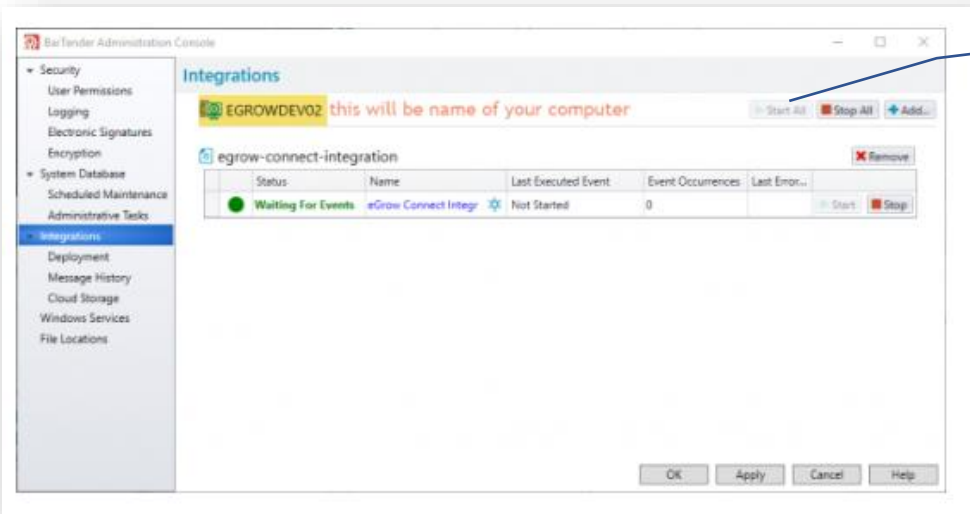 BarTender Administration Console
Security
User Permissions
Logging
Electronic Signatures
Encryption
System Database
Scheduled Maintenance
Administrative Tasks
Integrations
Deployment
Message History
Cloud Storage
Windows Services
File Locations
Integrations
EGROWDEV02 this will be name of your computer
Start All Stop All Add...
egrow-connect-integration Remove
Status Name Last Executed Event Event Occurrences Last Error...
Waiting For Events eGrow Connect Integr Not Started 0 Start Stop
OK Apply Cancel Help